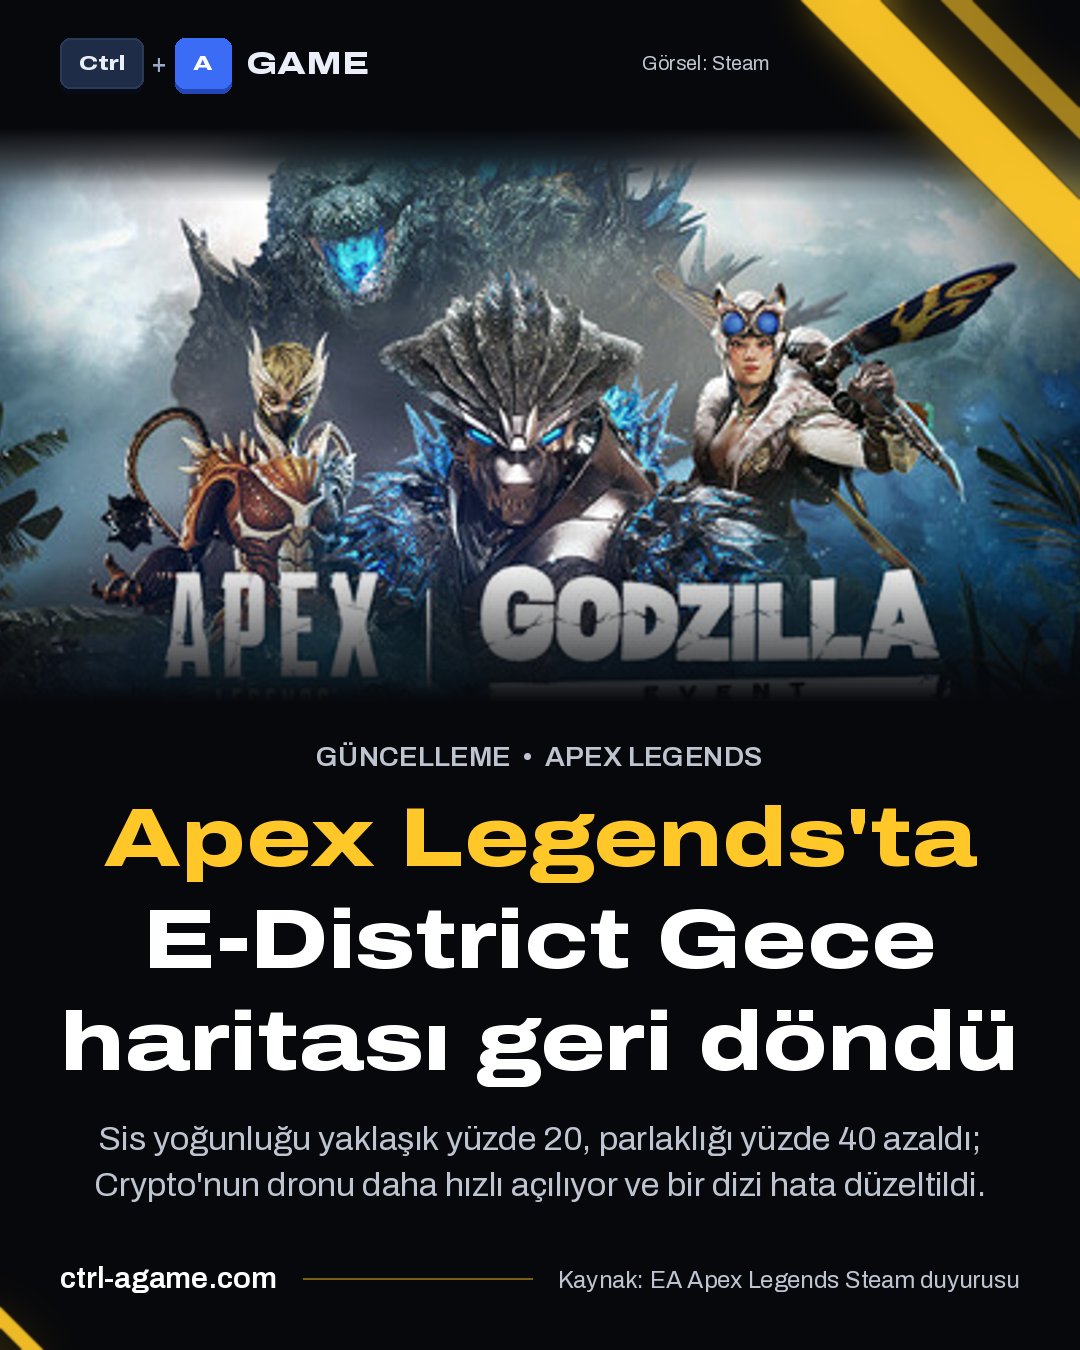 Ctrl + A GAME
Görsel: Steam
APEX GODZILLA
LEGENDS EVENT
GÜNCELLEME • APEX LEGENDS
Apex Legends'ta
E-District Gece
haritası geri döndü
Sis yoğunluğu yaklaşık yüzde 20, parlaklığı yüzde 40 azaldı;
Crypto'nun dronu daha hızlı açılıyor ve bir dizi hata düzeltildi.
ctrl-agame.com
Kaynak: EA Apex Legends Steam duyurusu